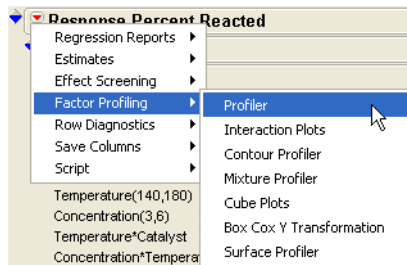 Response Percent Reacted
Regression Reports
Estimates
Effect Screening
Factor Profiling
Row Diagnostics
Save Columns
Script
Profiler
Interaction Plots
Contour Profiler
Mixture Profiler
Cube Plots
Box Cox Y Transformation
Surface Profiler
Temperature(140,180)
Concentration(3,6)
Temperature*Catalyst
Concentration*Tempera